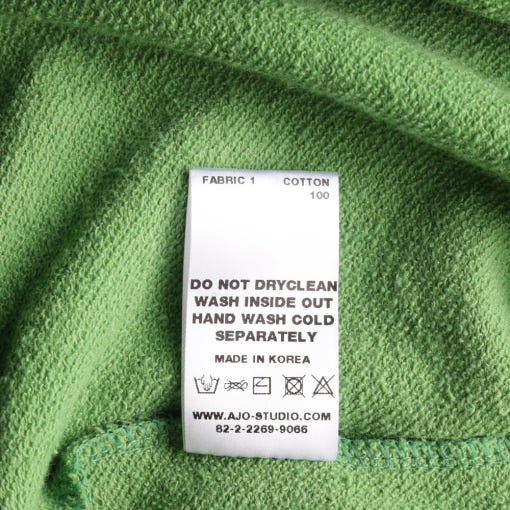 FABRIC 1 COTTON
100
DO NOT DRYCLEAN
WASH INSIDE OUT
HAND WASH COLD
SEPARATELY
MADE IN KOREA
WWW.AJO-STUDIO.COM
82-2-2269-9066